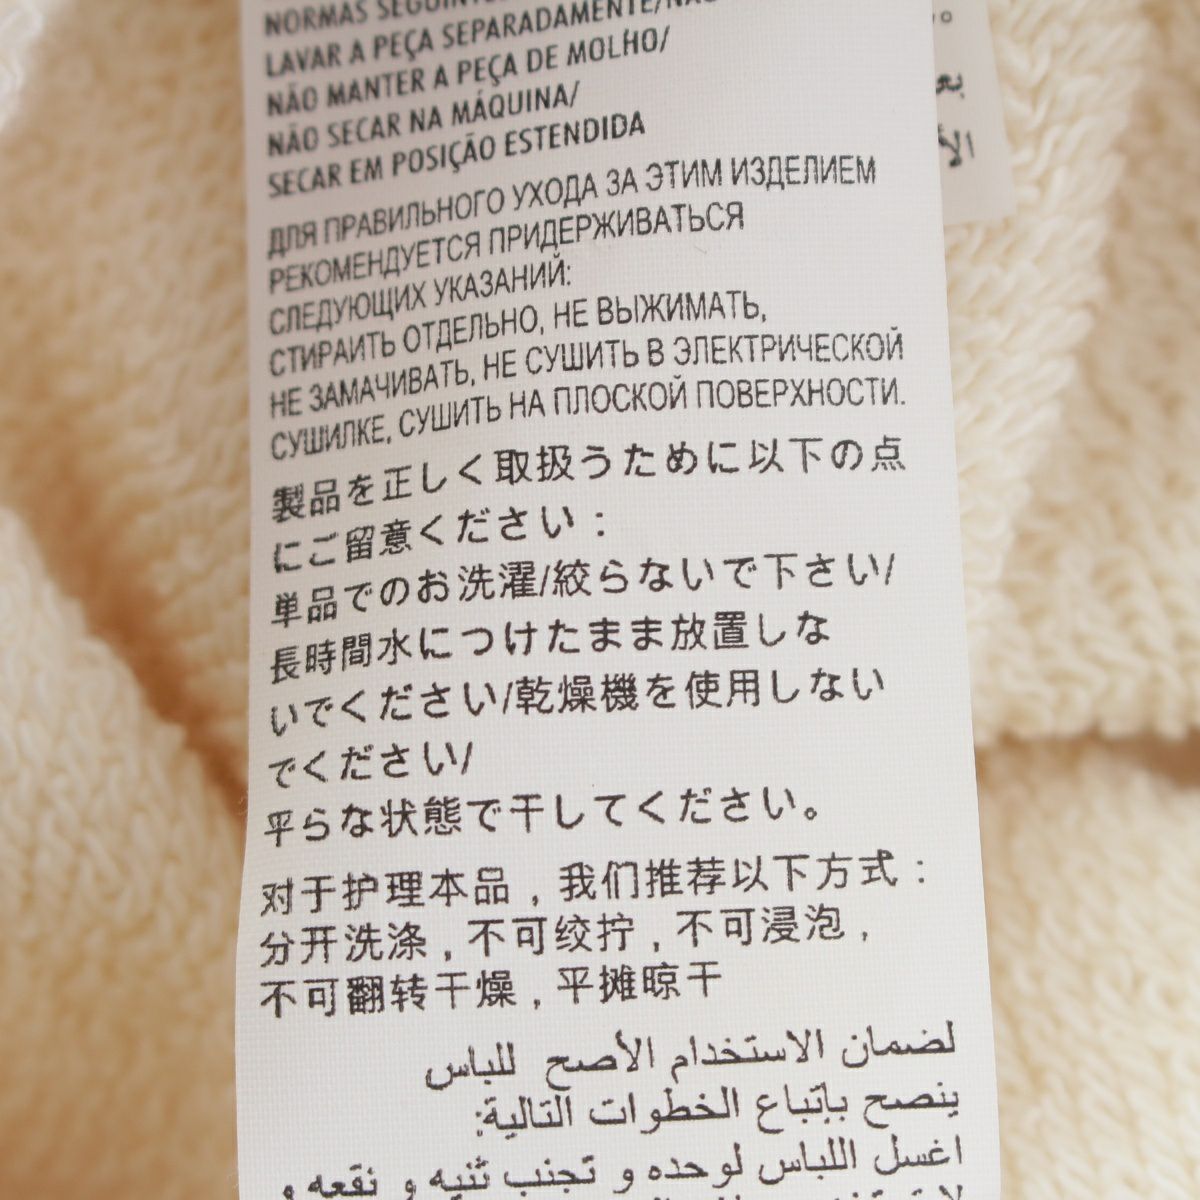 NORMAS
LAVAR A PEÇA SEPARADAMENTE/
NÃO MANTER A PEÇA DE MOLHO/
NÃO SECAR NA MÁQUINA/
SECAR EM POSIÇÃO ESTENDIDA
ДЛЯ ПРАВИЛЬНОГО УХОДА ЗА ЭТИМ ИЗДЕЛИЕМ
РЕКОМЕНДУЕТСЯ ПРИДЕРЖИВАТЬСЯ
СЛЕДУЮЩИХ УКАЗАНИЙ:
СТИРАИТЬ ОТДЕЛЬНО, НЕ ВЫЖИМАТЬ,
НЕ ЗАМАЧИВАТЬ, НЕ СУШИТЬ В ЭЛЕКТРИЧЕСКОЙ
СУШИЛКЕ, СУШИТЬ НА ПЛОСКОЙ ПОВЕРХНОСТИ.
製品を正しく取扱うために以下の点
にご留意ください：
単品でのお洗濯/絞らないで下さい/
長時間水につけたまま放置しな
いでください/乾燥機を使用しない
でください/
平らな状態で干してください。
对于护理本品，我们推荐以下方式：
分开洗涤，不可绞拧，不可浸泡，
不可翻转干燥，平摊晾干
لضمان الاستخدام الأصح للباس
ينصح بإتباع الخطوات التالية:
اغسل اللباس لوحده و تجنب ثنيه و نقعه و